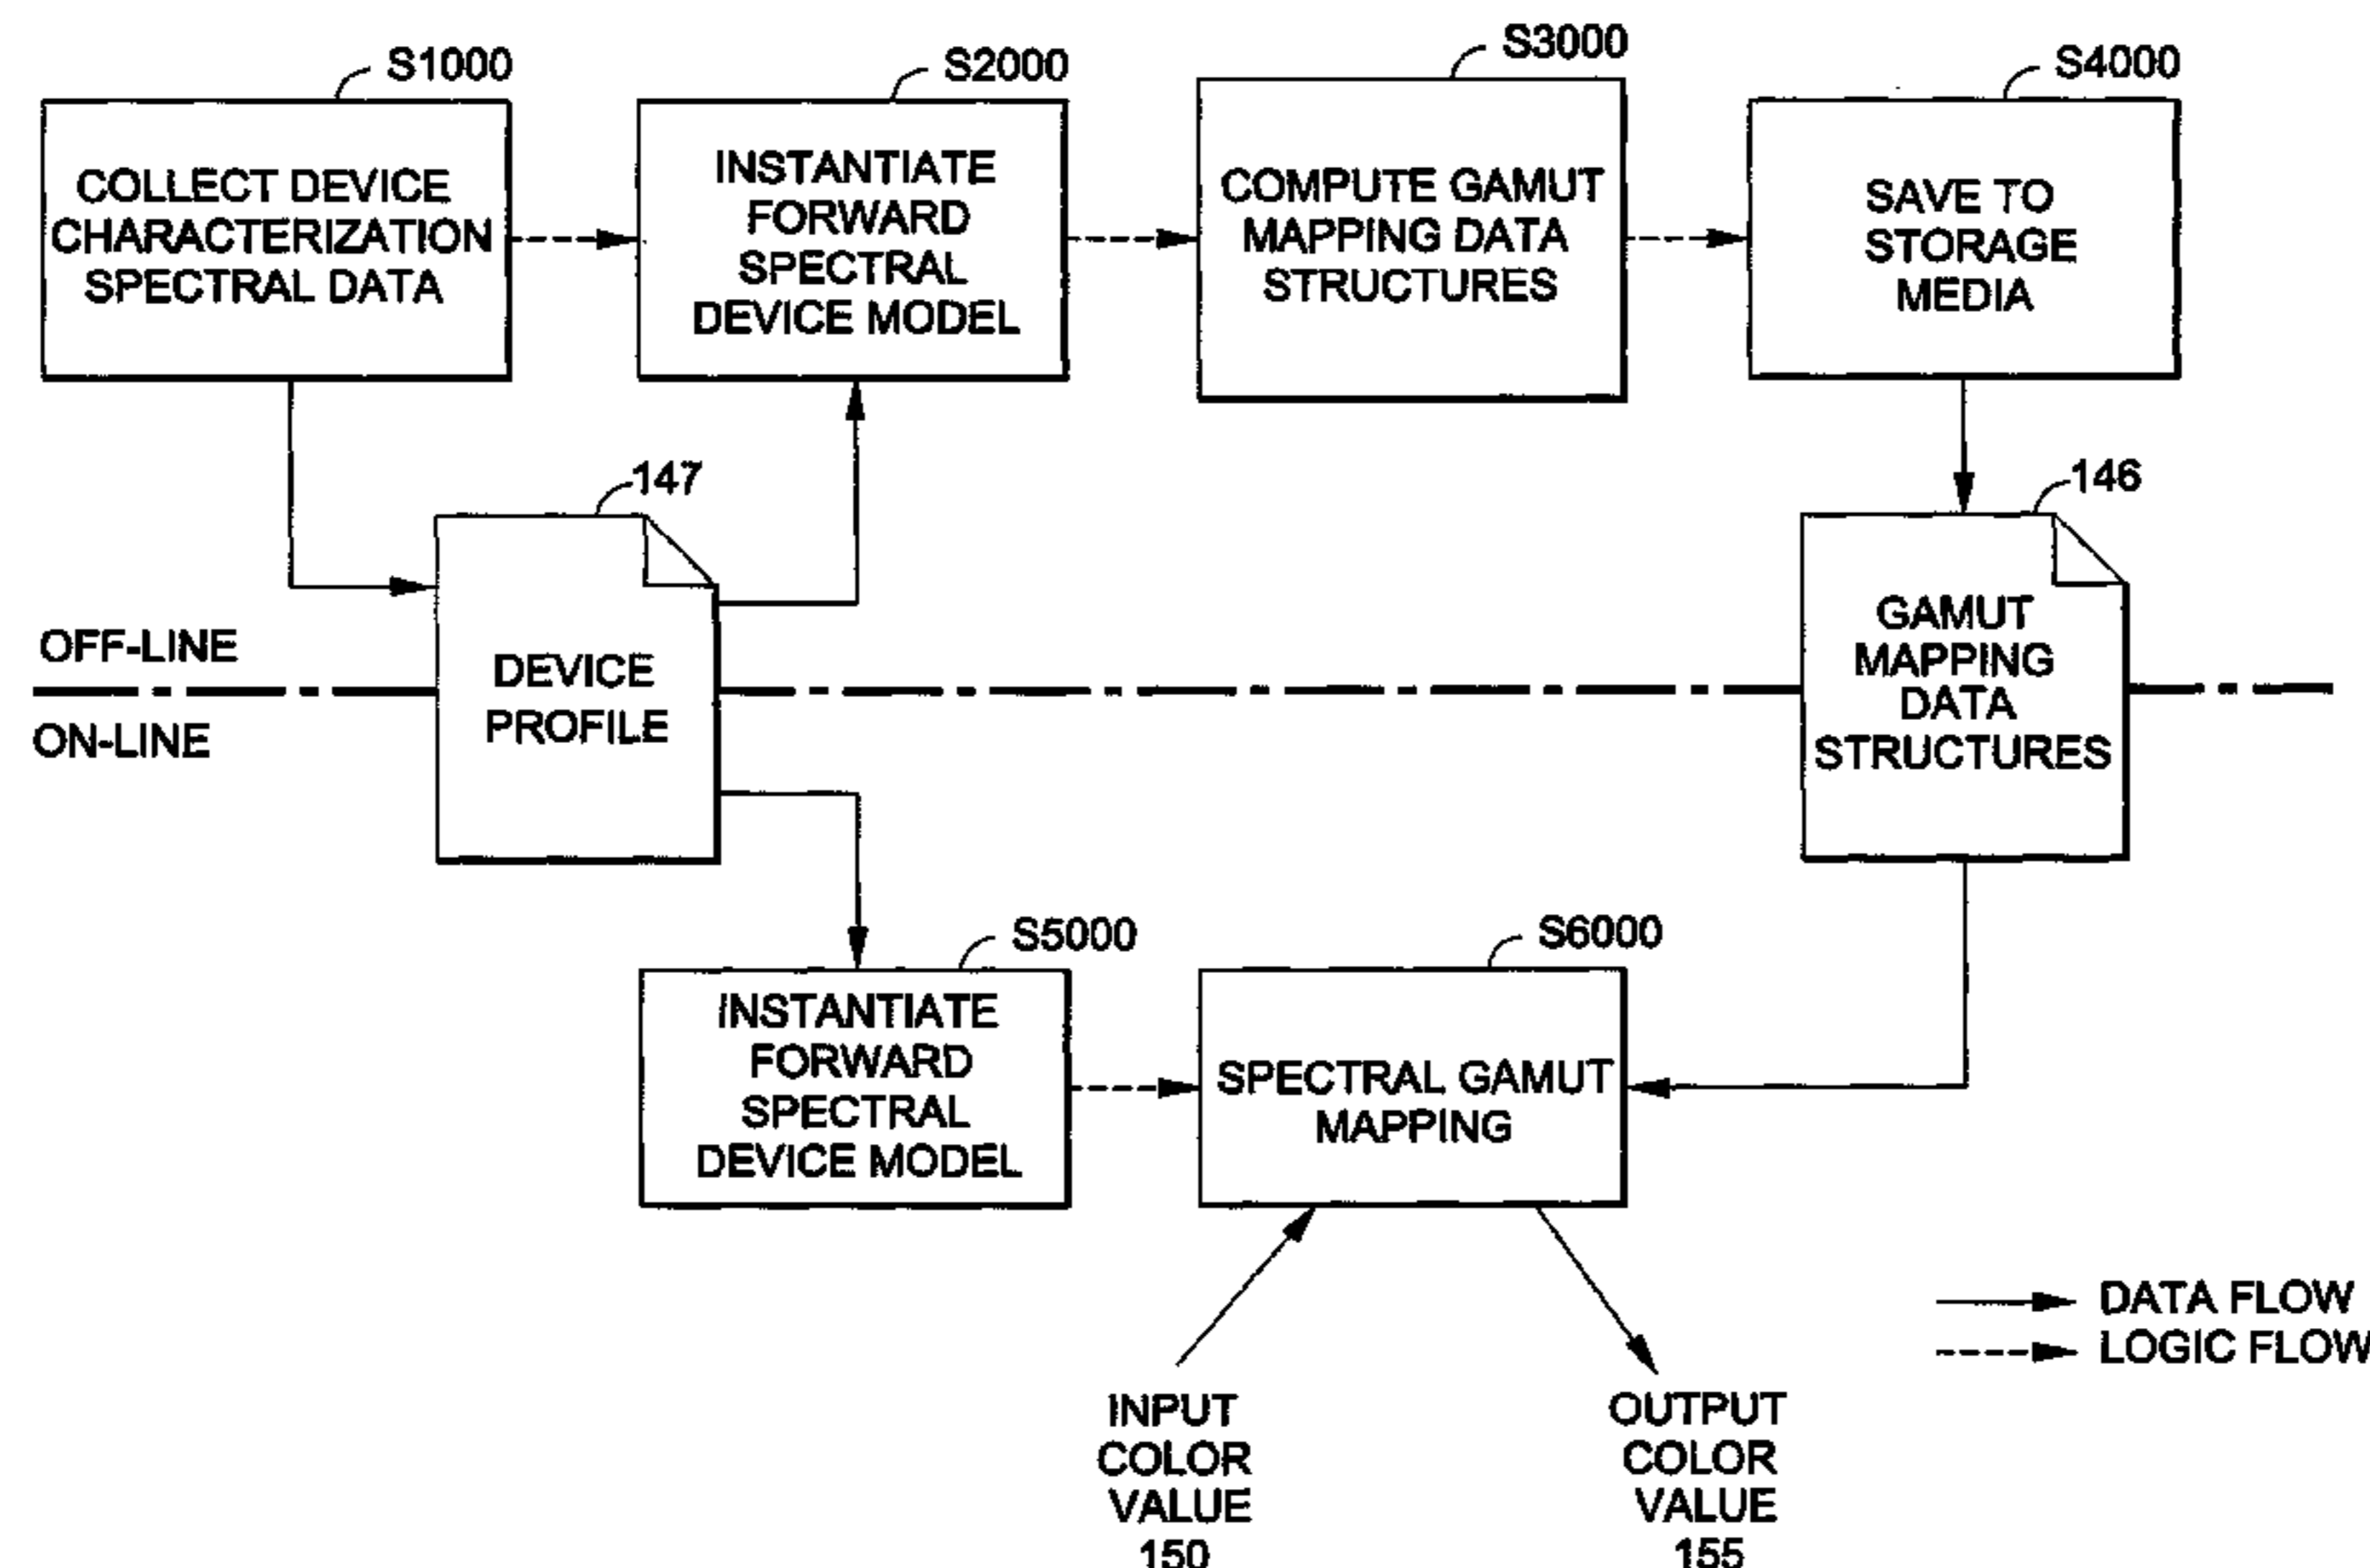 S1000
COLLECT DEVICE
CHARACTERIZATION
SPECTRAL DATA
S2000
INSTANTIATE
FORWARD
SPECTRAL
DEVICE MODEL
S3000
COMPUTE GAMUT
MAPPING DATA
STRUCTURES
S4000
SAVE TO
STORAGE
MEDIA
147
DEVICE
PROFILE
146
GAMUT
MAPPING
DATA
STRUCTURES
OFF-LINE
ON-LINE
S5000
INSTANTIATE
FORWARD
SPECTRAL
DEVICE MODEL
S6000
SPECTRAL GAMUT
MAPPING
INPUT
COLOR
VALUE
150
OUTPUT
COLOR
VALUE
155
DATA FLOW
LOGIC FLOW